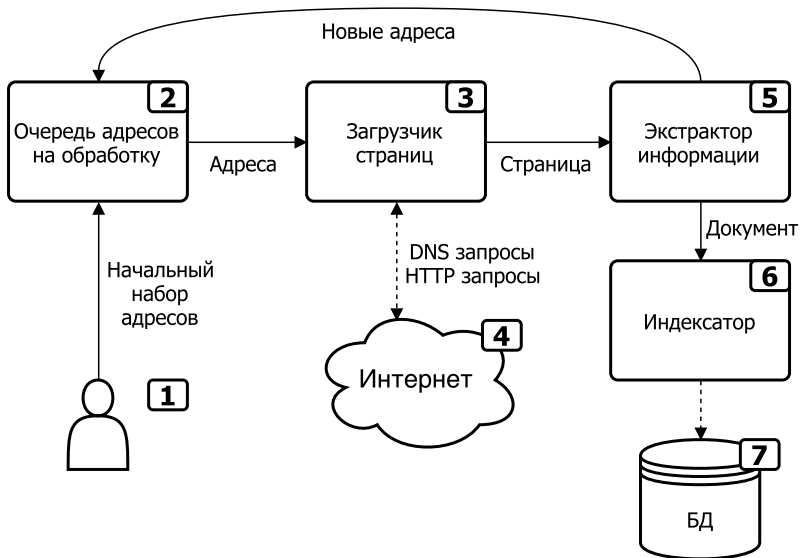 Новые адреса
2
Очередь адресов
на обработку
Адреса
3
Загрузчик
страниц
Страница
5
Экстрактор
информации
Документ
DNS запросы
HTTP запросы
Начальный
набор
адресов
1
4
Интернет
6
Индексатор
7
БД